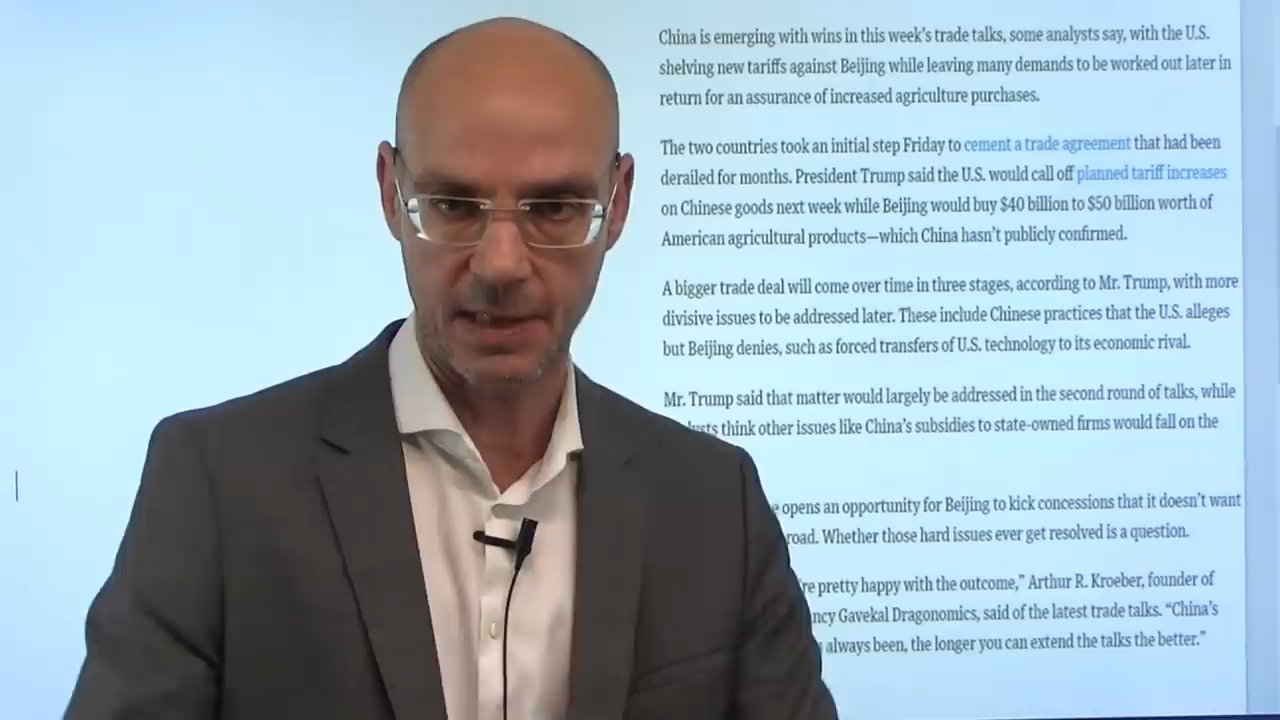 China is emerging with wins in this week's trade talks, some analysts say, with the U.S.
shelving new tariffs against Beijing while leaving many demands to be worked out later in
return for an assurance of increased agriculture purchases.
The two countries took an initial step Friday to cement a trade agreement that had been
derailed for months. President Trump said the U.S. would call off planned tariff increases
on Chinese goods next week while Beijing would buy $40 billion to $50 billion worth of
American agricultural products—which China hasn't publicly confirmed.
A bigger trade deal will come over time in three stages, according to Mr. Trump, with more
divisive issues to be addressed later. These include Chinese practices that the U.S. alleges
but Beijing denies, such as forced transfers of U.S. technology to its economic rival.
Mr. Trump said that matter would largely be addressed in the second round of talks, while
think other issues like China's subsidies to state-owned firms would fall on the
opens an opportunity for Beijing to kick concessions that it doesn't want
road. Whether those hard issues ever get resolved is a question.
're pretty happy with the outcome,” Arthur R. Kroeber, founder of
Gavekal Dragonomics, said of the latest trade talks. “China's
always been, the longer you can extend the talks the better.”